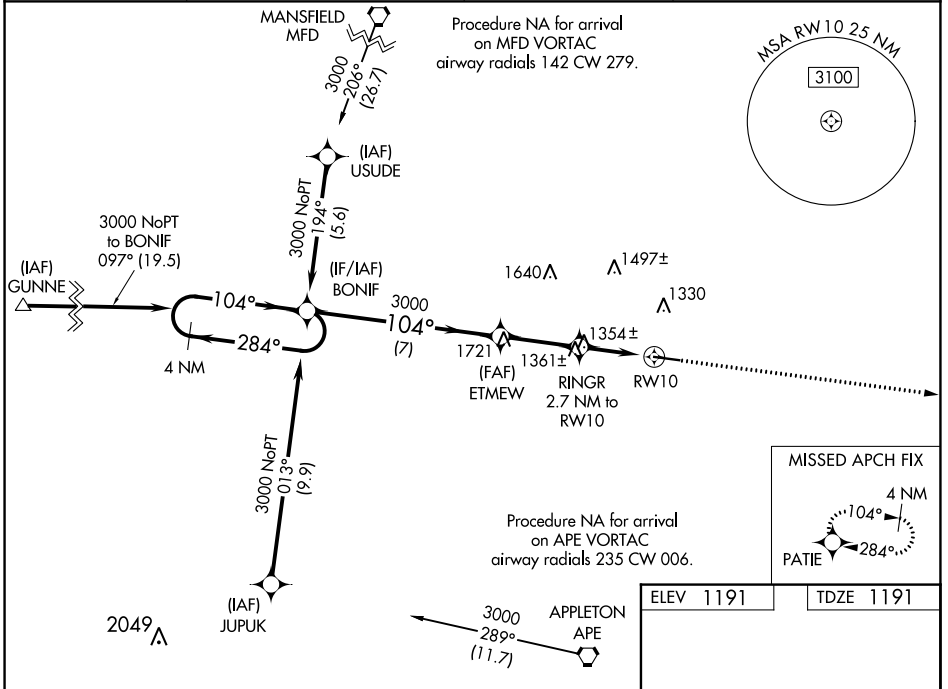 MANSFIELD
MFD
3000
206°
(26.7)
Procedure NA for arrival
on MFD VORTAC
airway radials 142 CW 279.
MSA RW10 25 NM
3100
(IAF)
USUDE
3000 NoPT
194°
(5.6)
3000 NoPT
to BONIF
097° (19.5)
(IAF)
GUNNE
104°
284°
4 NM
(IF/IAF)
BONIF
3000
104°
(7)
1640
1497±
1330
1354±
1721
1361±
(FAF)
ETMEW
RINGR
2.7 NM to
RW10
RW10
3000 NoPT
013°
(9.9)
(IAF)
JUPUK
2049
MISSED APCH FIX
4 NM
104°
284°
PATIE
Procedure NA for arrival
on APE VORTAC
airway radials 235 CW 006.
3000
289°
(11.7)
APPLETON
APE
ELEV 1191
TDZE 1191